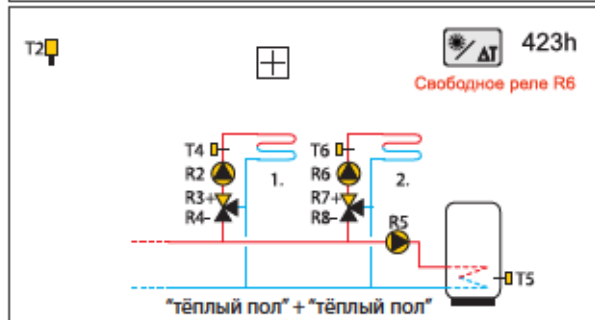 T2
ΔT 423h
Свободное реле R6
T4 T6
R2 R6
1. 2.
R3+ R7+
R4- R8-
R5
T5
"тёплый пол" + "тёплый пол"